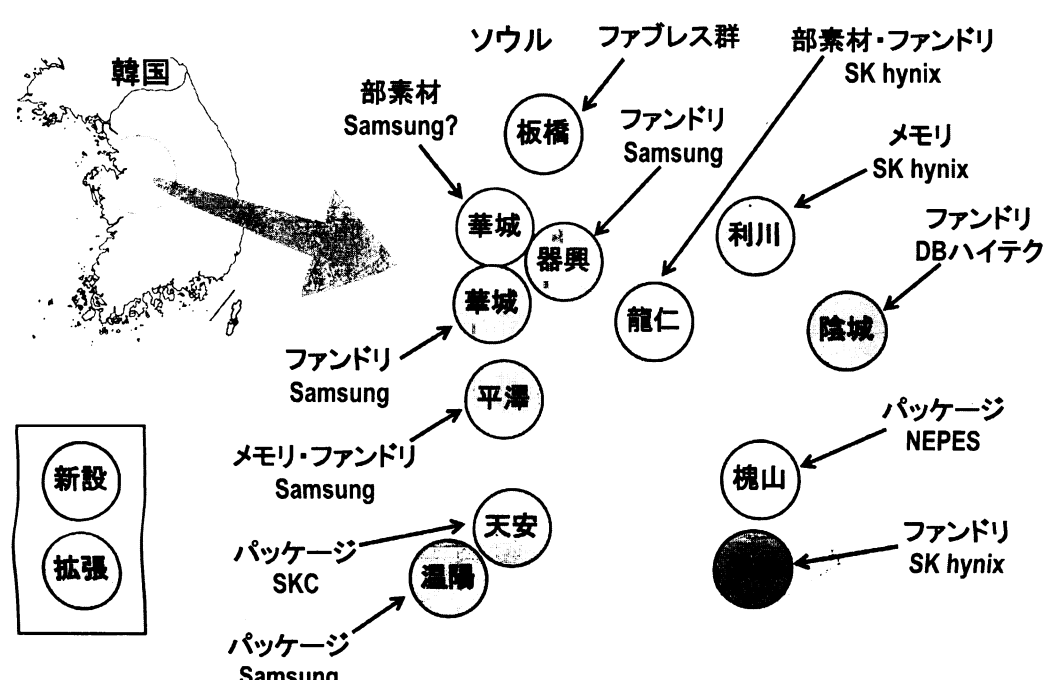 韓国
ソウル
ファブレス群
部素材・ファンドリ
SK hynix
部素材
Samsung?
板橋
ファンドリ
Samsung
メモリ
SK hynix
華城
器興
利川
ファンドリ
DBハイテク
華城
龍仁
陰城
ファンドリ
Samsung
平澤
パッケージ
NEPES
メモリ・ファンドリ
Samsung
槐山
新設
天安
ファンドリ
SK hynix
パッケージ
SKC
拡張
温陽
パッケージ
Samsung